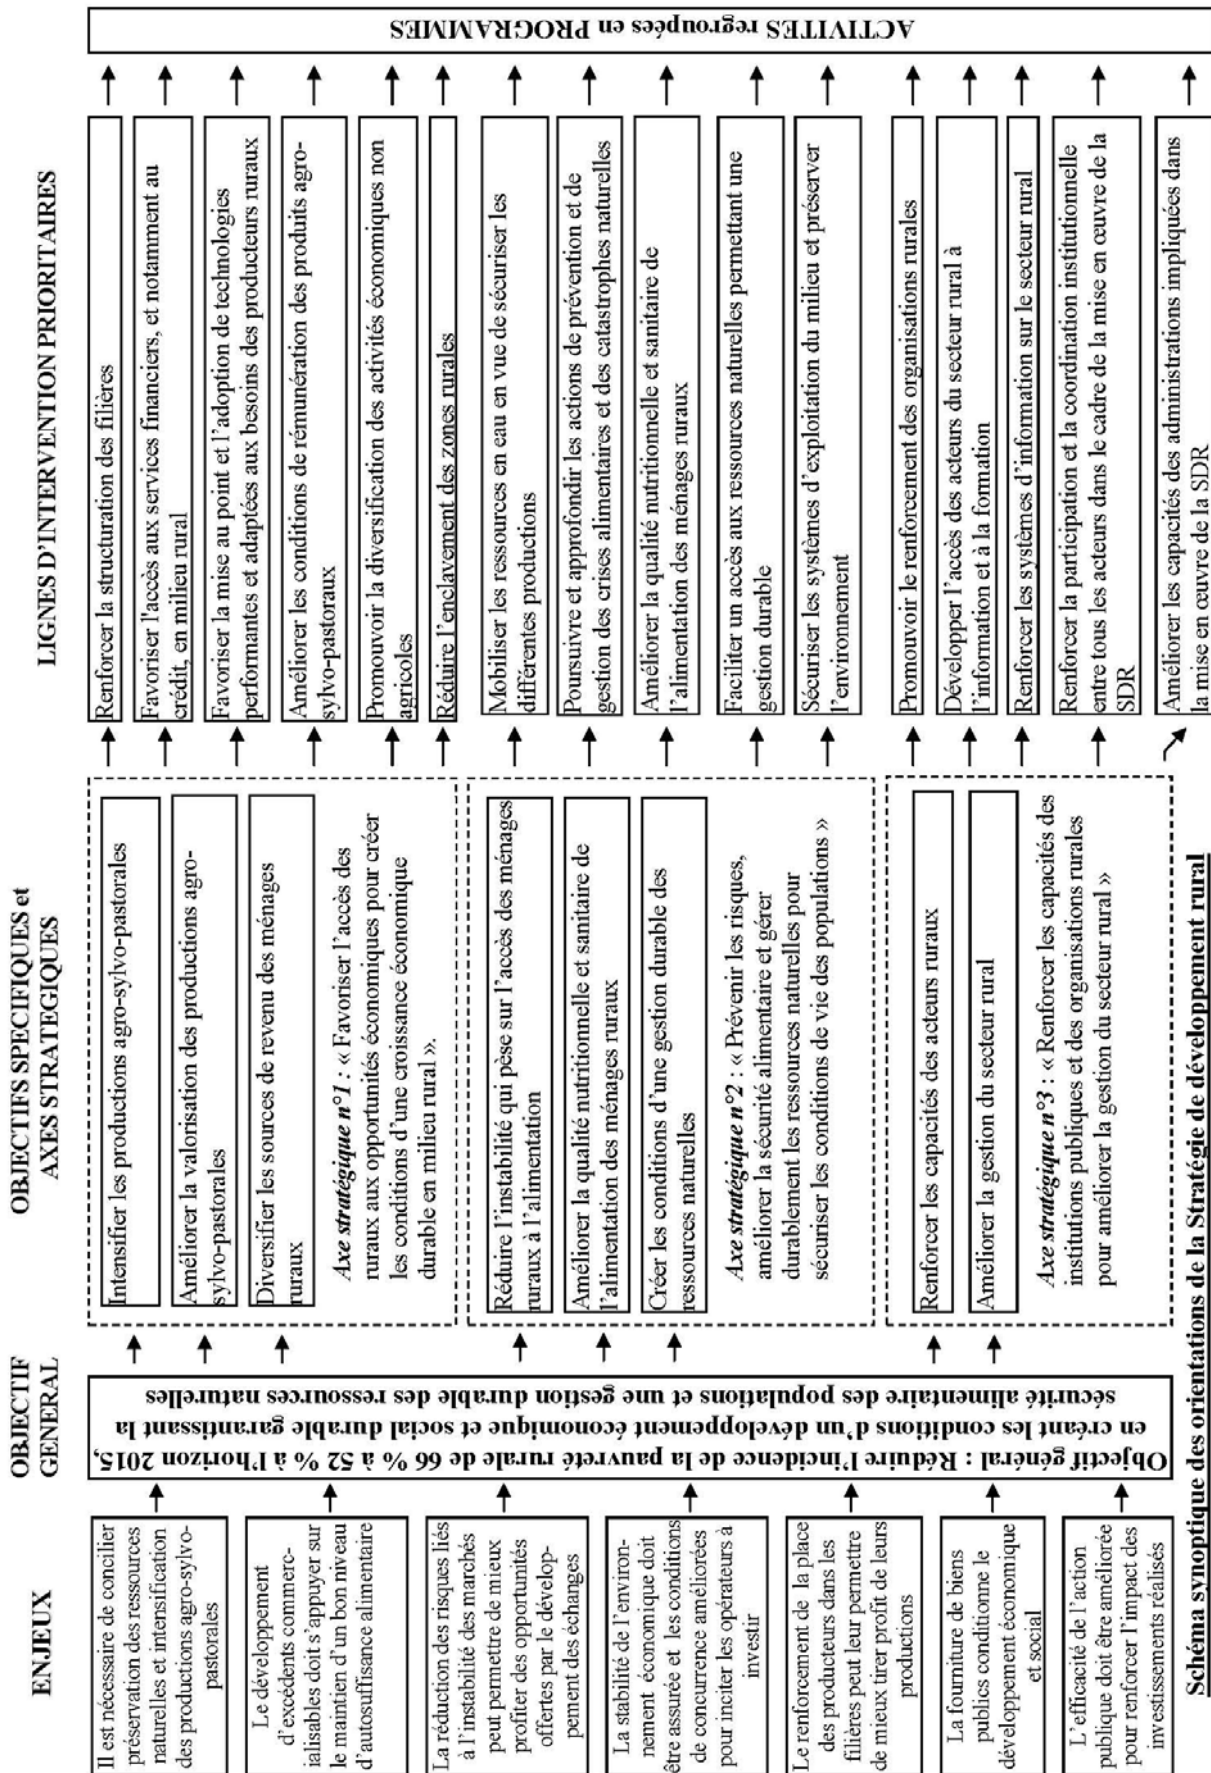 ENJEUX
Il est nécessaire de concilier
préservation des ressources
naturelles et intensification
des productions agro-sylvo-
pastorales
Le développement
d'excédents commerc-
ialisables doit s'appuyer sur
le maintien d'un bon niveau
d'autosuffisance alimentaire
La réduction des risques liés
à l'instabilité des marchés
peut permettre de mieux
profiter des opportunités
offertes par le dévelop-
pement des échanges
La stabilité de l'environ-
nement économique doit
être assurée et les conditions
de concurrence améliorées
pour inciter les opérateurs à
investir
Le renforcement de la place
des producteurs dans les
filières peut leur permettre
de mieux tirer profit de leurs
productions
La fourniture de biens
publics conditionne le
développement économique
et social
L'efficacité de l'action
publique doit être améliorée
pour renforcer l'impact des
investissements réalisés
OBJECTIF
GENERAL
Objectif général : Réduire l'incidence de la pauvreté rurale de 66 % à 52 % à l'horizon 2015,
en créant les conditions d'un développement économique et social durable garantissant la
sécurité alimentaire des populations et une gestion durable des ressources naturelles
OBJECTIFS SPECIFIQUES et
AXES STRATEGIQUES
Intensifier les productions agro-sylvo-pastorales
Améliorer la valorisation des productions agro-
sylvo-pastorales
Diversifier les sources de revenu des ménages
ruraux
Axe stratégique n°1 : « Favoriser l'accès des
ruraux aux opportunités économiques pour créer
les conditions d'une croissance économique
durable en milieu rural ».
Réduire l'instabilité qui pèse sur l'accès des ménages
ruraux à l'alimentation
Améliorer la qualité nutritionnelle et sanitaire de
l'alimentation des ménages ruraux
Créer les conditions d'une gestion durable des
ressources naturelles
Axe stratégique n°2 : « Prévenir les risques,
améliorer la sécurité alimentaire et gérer
durablement les ressources naturelles pour
sécuriser les conditions de vie des populations »
Renforcer les capacités des acteurs ruraux
Améliorer la gestion du secteur rural
Axe stratégique n°3 : « Renforcer les capacités des
institutions publiques et des organisations rurales
pour améliorer la gestion du secteur rural »
LIGNES D'INTERVENTION PRIORITAIRES
Renforcer la structuration des filières
Favoriser l'accès aux services financiers, et notamment au
crédit, en milieu rural
Favoriser la mise au point et l'adoption de technologies
performantes et adaptées aux besoins des producteurs ruraux
Améliorer les conditions de rémunération des produits agro-
sylvo-pastoraux
Promouvoir la diversification des activités économiques non
agricoles
Réduire l'enclavement des zones rurales
Mobiliser les ressources en eau en vue de sécuriser les
différentes productions
Poursuivre et approfondir les actions de prévention et de
gestion des crises alimentaires et des catastrophes naturelles
Améliorer la qualité nutritionnelle et sanitaire de
l'alimentation des ménages ruraux
Faciliter un accès aux ressources naturelles permettant une
gestion durable
Sécuriser les systèmes d'exploitation du milieu et préserver
l'environnement
Promouvoir le renforcement des organisations rurales
Développer l'accès des acteurs du secteur rural à
l'information et à la formation
Renforcer les systèmes d'information sur le secteur rural
Renforcer la participation et la coordination institutionnelle
entre tous les acteurs dans le cadre de la mise en œuvre de la
SDR
Améliorer les capacités des administrations impliquées dans
la mise en œuvre de la SDR
ACTIVITES regroupées en PROGRAMMES
Schéma synoptique des orientations de la Stratégie de développement rural